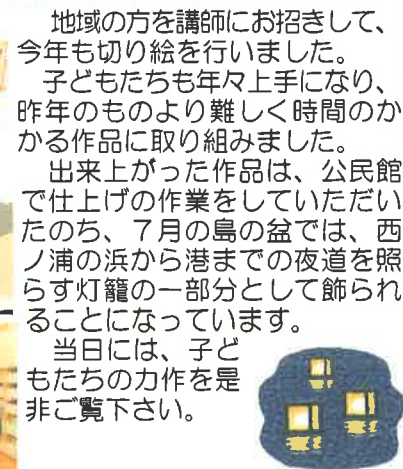 地域の方を講師にお招きして、
今年も切り絵を行いました。
　子どもたちも年々上手になり、
昨年のものより難しく時間のか
かる作品に取り組みました。
　出来上がった作品は、公民館
で仕上げの作業をしていただい
たのち、７月の島の盆では、西
ノ浦の浜から港までの夜道を照
らす灯籠の一部分として飾られ
ることになっています。
　当日には、子ど
もたちの力作を是
非ご覧下さい。